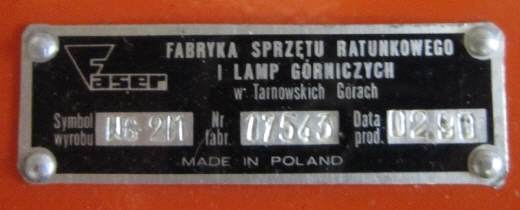 Faser
FABRYKA SPRZĘTU RATUNKOWEGO
I LAMP GÓRNICZYCH
w Tarnowskich Górach
Symbol wyrobu
Nr fabr. 17543
Data prod. 02.90
MADE IN POLAND